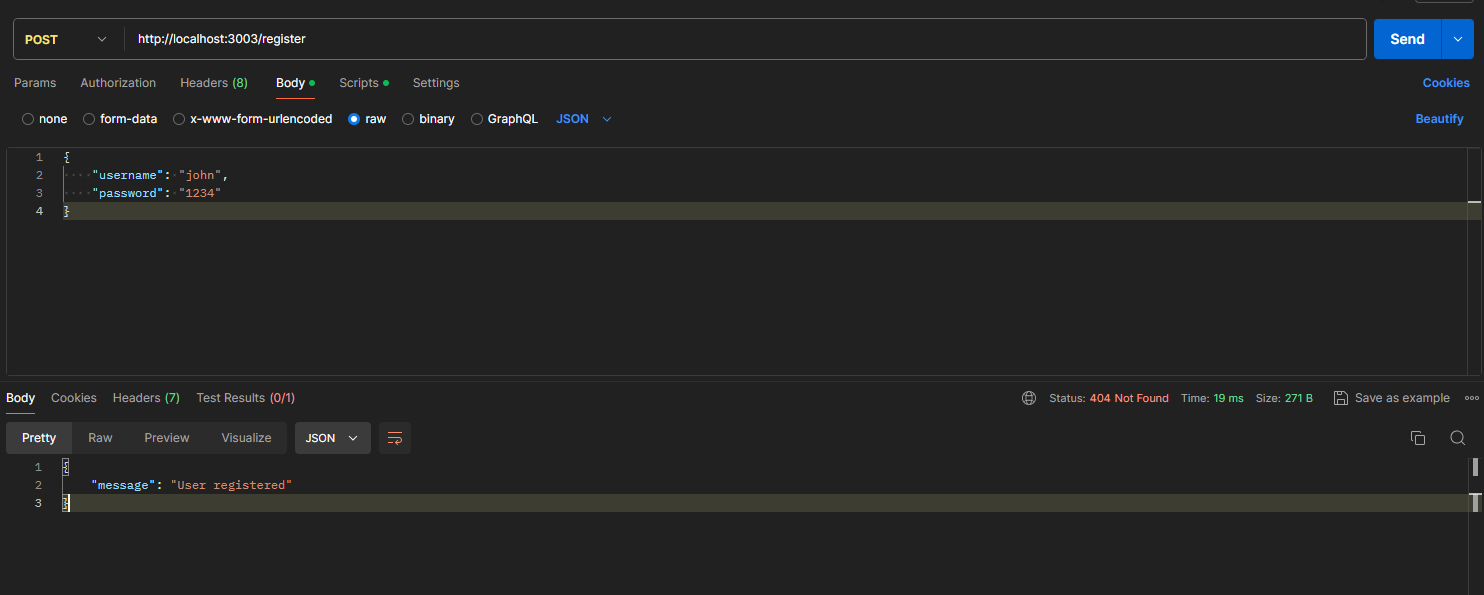 POST http://localhost:3003/register Send
Params Authorization Headers (8) Body Scripts Settings Cookies
none form-data x-www-form-urlencoded raw binary GraphQL JSON Beautify
1 {
2 "username": "john",
3 "password": "1234"
4 }
Body Cookies Headers (7) Test Results (0/1) Status: 404 Not Found Time: 19 ms Size: 271 B Save as example
Pretty Raw Preview Visualize JSON
1 {
2 "message": "User registered"
3 }